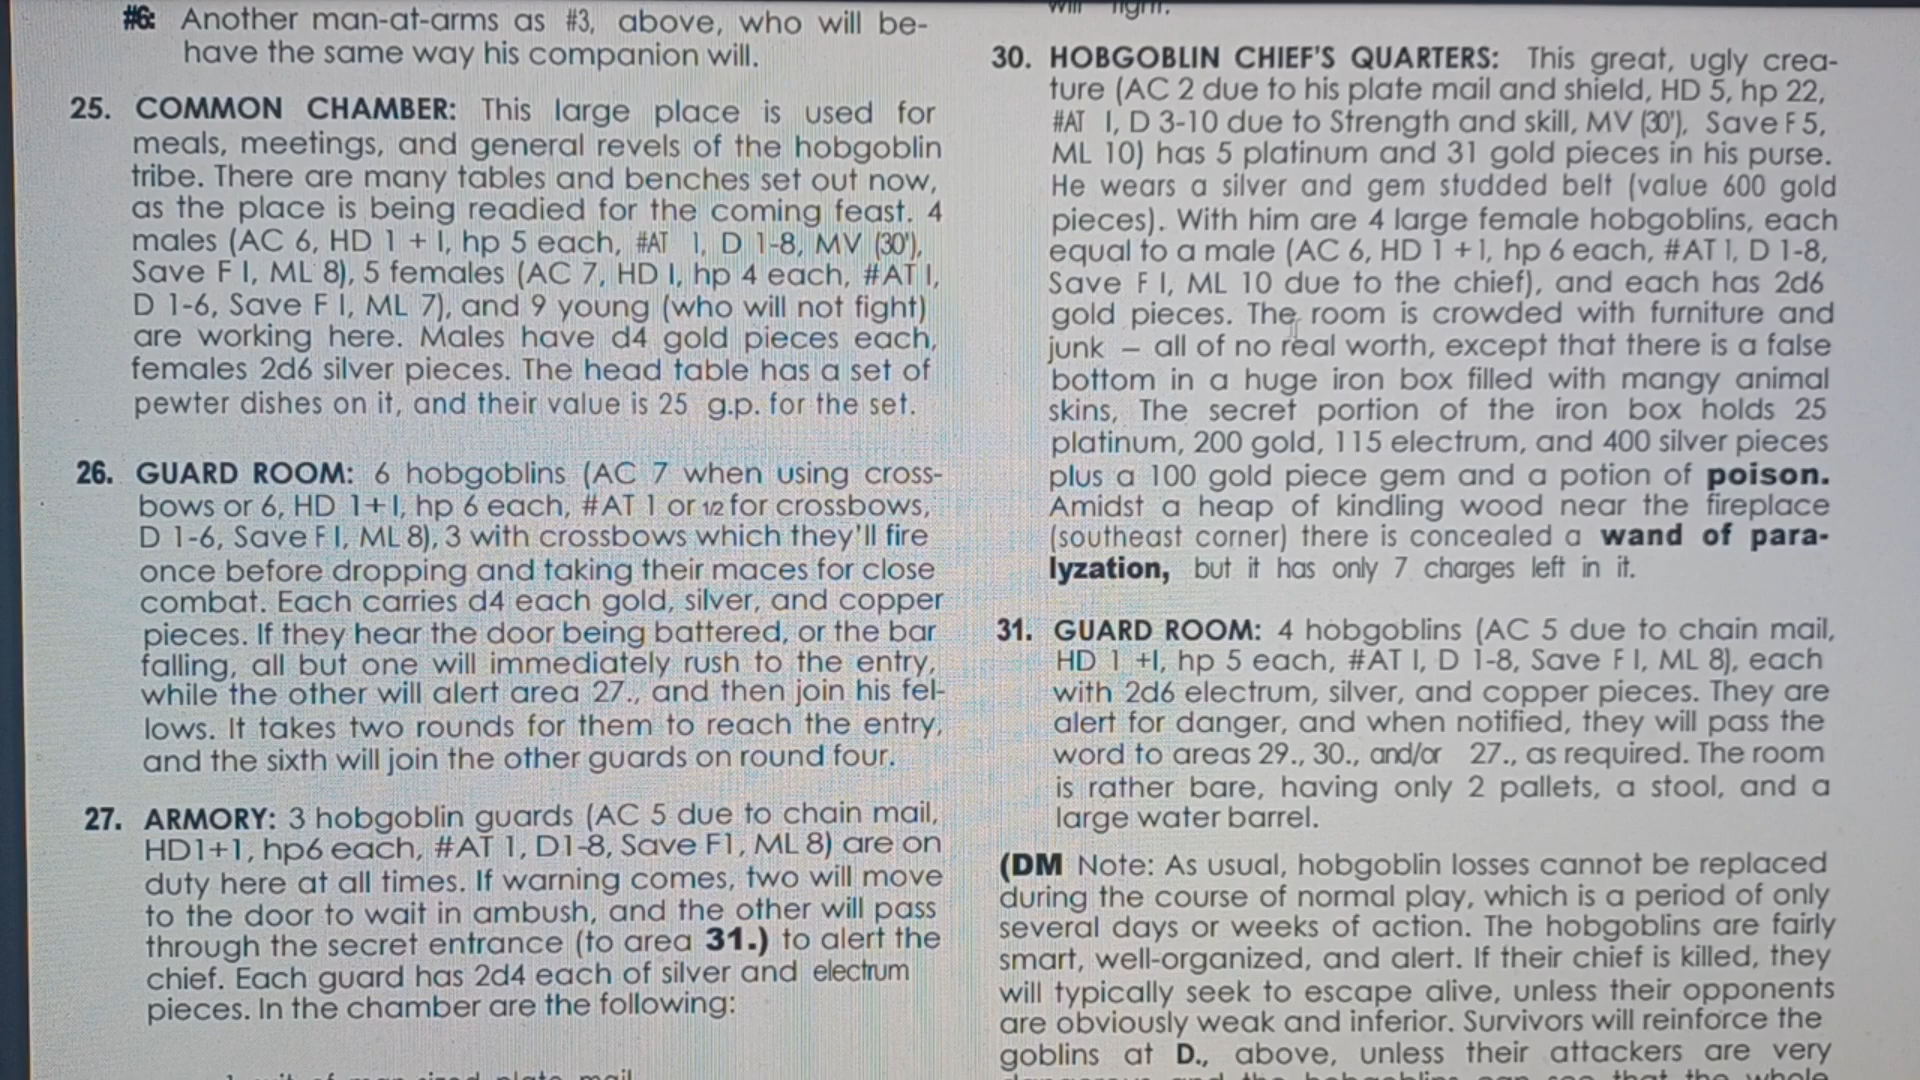 #6: Another man-at-arms as #3, above, who will be-
have the same way his companion will.
25. COMMON CHAMBER: This large place is used for
meals, meetings, and general revels of the hobgoblin
tribe. There are many tables and benches set out now,
as the place is being readied for the coming feast. 4
males (AC 6, HD 1 + I, hp 5 each, #AT 1, D 1-8, MV (30'),
Save F I, ML 8), 5 females (AC 7, HD I, hp 4 each, #AT I,
D 1-6, Save F I, ML 7), and 9 young (who will not fight)
are working here. Males have d4 gold pieces each,
females 2d6 silver pieces. The head table has a set of
pewter dishes on it, and their value is 25 g.p. for the set.
26. GUARD ROOM: 6 hobgoblins (AC 7 when using cross-
bows or 6, HD 1+I, hp 6 each, #AT 1 or 1/2 for crossbows,
D 1-6, Save F I, ML 8), 3 with crossbows which they'll fire
once before dropping and taking their maces for close
combat. Each carries d4 each gold, silver, and copper
pieces. If they hear the door being battered, or the bar
falling, all but one will immediately rush to the entry,
while the other will alert area 27., and then join his fel-
lows. It takes two rounds for them to reach the entry,
and the sixth will join the other guards on round four.
27. ARMORY: 3 hobgoblin guards (AC 5 due to chain mail,
HD1+1, hp6 each, #AT 1, D1-8, Save F1, ML 8) are on
duty here at all times. If warning comes, two will move
to the door to wait in ambush, and the other will pass
through the secret entrance (to area 31.) to alert the
chief. Each guard has 2d4 each of silver and electrum
pieces. In the chamber are the following:
will fight.
30. HOBGOBLIN CHIEF'S QUARTERS: This great, ugly crea-
ture (AC 2 due to his plate mail and shield, HD 5, hp 22,
#AT I, D 3-10 due to Strength and skill, MV (30'), Save F 5,
ML 10) has 5 platinum and 31 gold pieces in his purse.
He wears a silver and gem studded belt (value 600 gold
pieces). With him are 4 large female hobgoblins, each
equal to a male (AC 6, HD 1 + 1, hp 6 each, #AT 1, D 1-8,
Save F I, ML 10 due to the chief), and each has 2d6
gold pieces. The room is crowded with furniture and
junk – all of no real worth, except that there is a false
bottom in a huge iron box filled with mangy animal
skins, The secret portion of the iron box holds 25
platinum, 200 gold, 115 electrum, and 400 silver pieces
plus a 100 gold piece gem and a potion of poison.
Amidst a heap of kindling wood near the fireplace
(southeast corner) there is concealed a wand of para-
lyzation, but it has only 7 charges left in it.
31. GUARD ROOM: 4 hobgoblins (AC 5 due to chain mail,
HD 1 +I, hp 5 each, #AT I, D 1-8, Save F I, ML 8), each
with 2d6 electrum, silver, and copper pieces. They are
alert for danger, and when notified, they will pass the
word to areas 29., 30., and/or 27., as required. The room
is rather bare, having only 2 pallets, a stool, and a
large water barrel.
(DM Note: As usual, hobgoblin losses cannot be replaced
during the course of normal play, which is a period of only
several days or weeks of action. The hobgoblins are fairly
smart, well-organized, and alert. If their chief is killed, they
will typically seek to escape alive, unless their opponents
are obviously weak and inferior. Survivors will reinforce the
goblins at D., above, unless their attackers are very